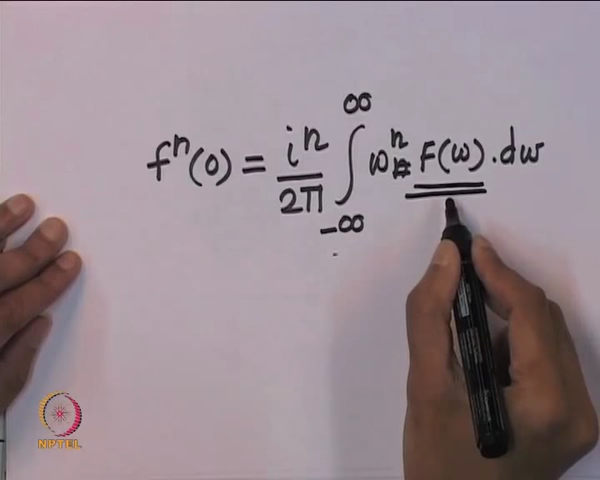 fⁿ(0) = iⁿ/2π ∫_{-∞}^{∞} ωⁿ F(ω).dω
NPTEL